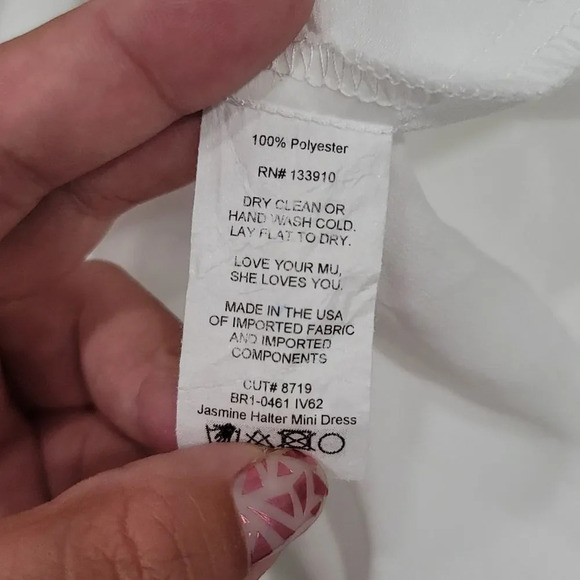 100% Polyester
RN# 133910
DRY CLEAN OR
HAND WASH COLD.
LAY FLAT TO DRY.
LOVE YOUR MU,
SHE LOVES YOU.
MADE IN THE USA
OF IMPORTED FABRIC
AND IMPORTED
COMPONENTS
CUT# 8719
BR1-0461 IV62
Jasmine Halter Mini Dress